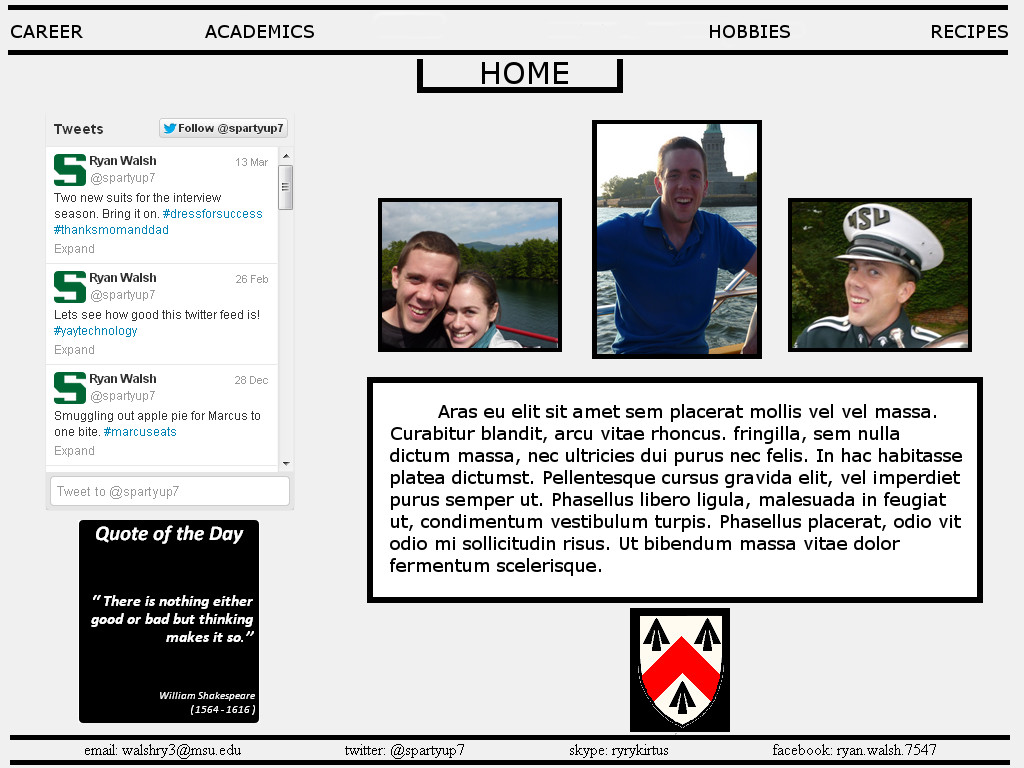 CAREER ACADEMICS HOBBIES RECIPES
HOME
Tweets Follow @spartyup7
Ryan Walsh 13 Mar
@spartyup7
Two new suits for the interview
season. Bring it on. #dressforsuccess
#thanksmomanddad
Expand
Ryan Walsh 26 Feb
@spartyup7
Lets see how good this twitter feed is!
#yaytechnology
Expand
Ryan Walsh 28 Dec
@spartyup7
Smuggling out apple pie for Marcus to
one bite. #marcuseats
Expand
Tweet to @spartyup7
Quote of the Day
" There is nothing either
good or bad but thinking
makes it so."
William Shakespeare
( 1564 - 1616 )
MSU
Aras eu elit sit amet sem placerat mollis vel vel massa.
Curabitur blandit, arcu vitae rhoncus. fringilla, sem nulla
dictum massa, nec ultricies dui purus nec felis. In hac habitasse
platea dictumst. Pellentesque cursus gravida elit, vel imperdiet
purus semper ut. Phasellus libero ligula, malesuada in feugiat
ut, condimentum vestibulum turpis. Phasellus placerat, odio vit
odio mi sollicitudin risus. Ut bibendum massa vitae dolor
fermentum scelerisque.
email: walshry3@msu.edu twitter: @spartyup7 skype: ryrykirtus facebook: ryan.walsh.7547